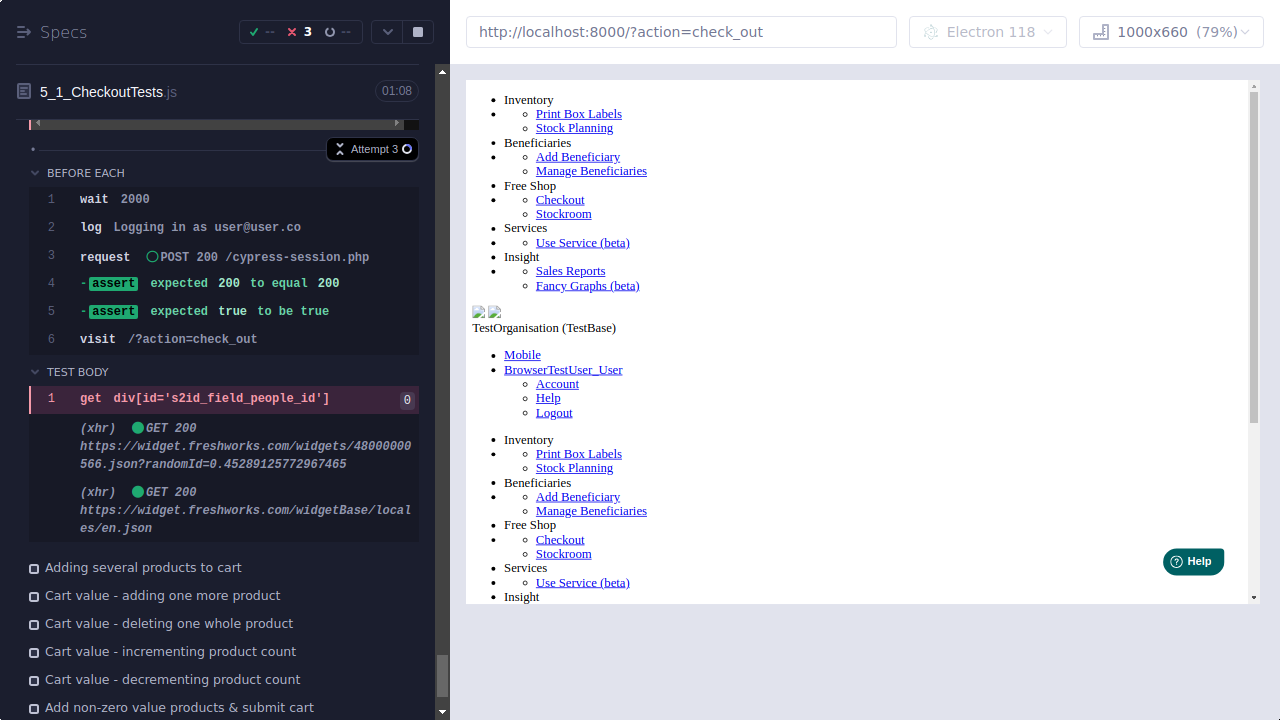 Specs
-- 3 --
5_1_CheckoutTests.js 01:08
Attempt 3
BEFORE EACH
1 wait 2000
2 log Logging in as user@user.co
3 request POST 200 /cypress-session.php
4 -assert expected 200 to equal 200
5 -assert expected true to be true
6 visit /?action=check_out
TEST BODY
1 get div[id='s2id_field_people_id'] 0
(xhr) GET 200
https://widget.freshworks.com/widgets/48000000
566.json?randomId=0.45289125772967465
(xhr) GET 200
https://widget.freshworks.com/widgetBase/local
es/en.json
Adding several products to cart
Cart value - adding one more product
Cart value - deleting one whole product
Cart value - incrementing product count
Cart value - decrementing product count
Add non-zero value products & submit cart
http://localhost:8000/?action=check_out
Electron 118
1000x660 (79%)
Inventory
Print Box Labels
Stock Planning
Beneficiaries
Add Beneficiary
Manage Beneficiaries
Free Shop
Checkout
Stockroom
Services
Use Service (beta)
Insight
Sales Reports
Fancy Graphs (beta)
TestOrganisation (TestBase)
Mobile
BrowserTestUser_User
Account
Help
Logout
Inventory
Print Box Labels
Stock Planning
Beneficiaries
Add Beneficiary
Manage Beneficiaries
Free Shop
Checkout
Stockroom
Services
Use Service (beta)
Insight
Help